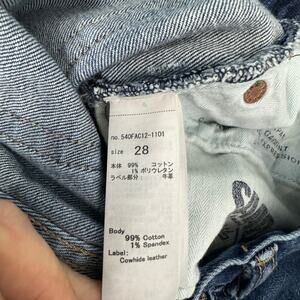 no. 540FAC12-1101
size 28
本体 99% コットン
1% ポリウレタン
ラベル部分: 牛革
Body
99% Cotton
1% Spandex
Label:
Cowhide leather